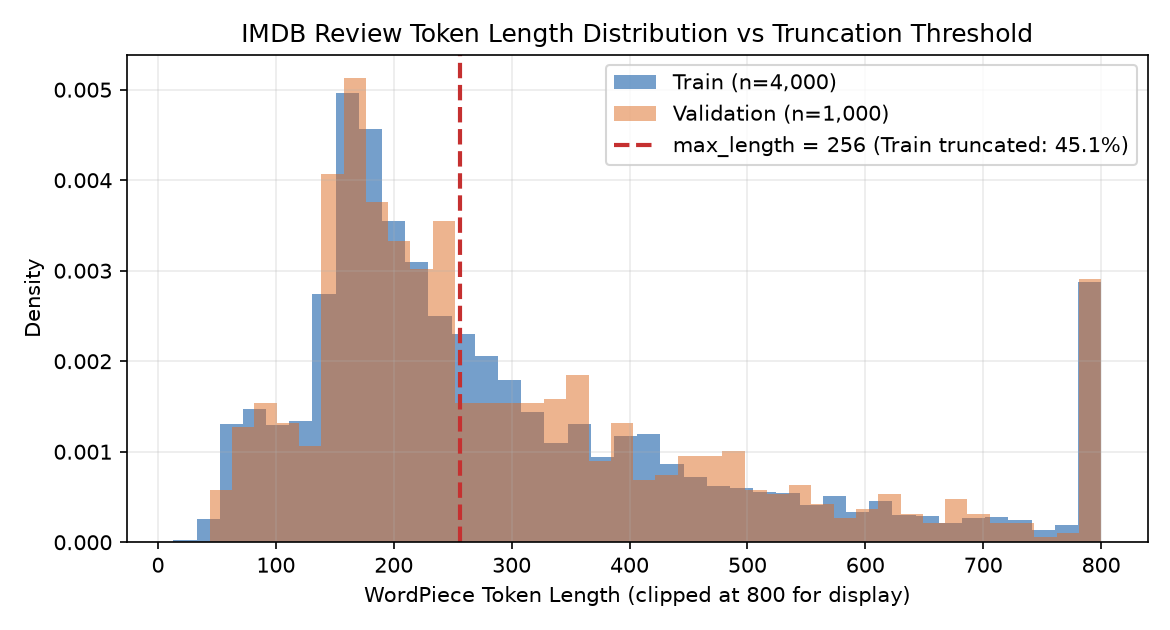 IMDB Review Token Length Distribution vs Truncation Threshold
Train (n=4,000)
Validation (n=1,000)
max_length = 256 (Train truncated: 45.1%)
Density
0.005
0.004
0.003
0.002
0.001
0.000
0 100 200 300 400 500 600 700 800
WordPiece Token Length (clipped at 800 for display)